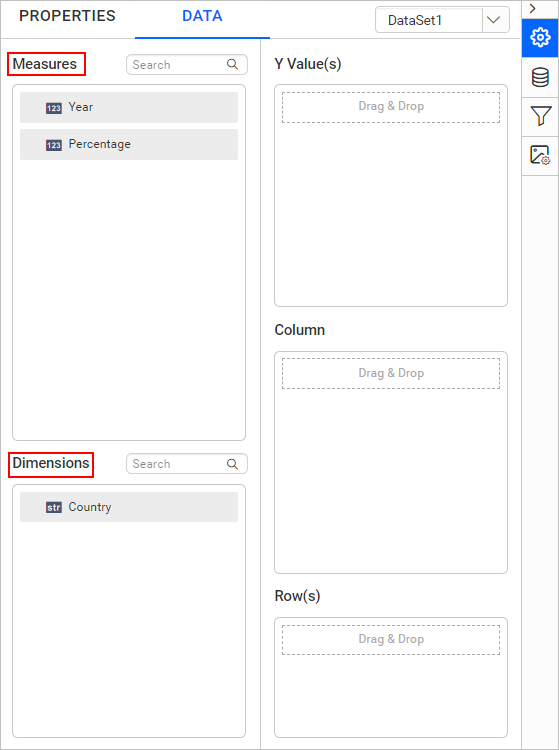 PROPERTIES
DATA
DataSet1
Measures
Search
123 Year
123 Percentage
Dimensions
Search
str Country
Y Value(s)
Drag & Drop
Column
Drag & Drop
Row(s)
Drag & Drop